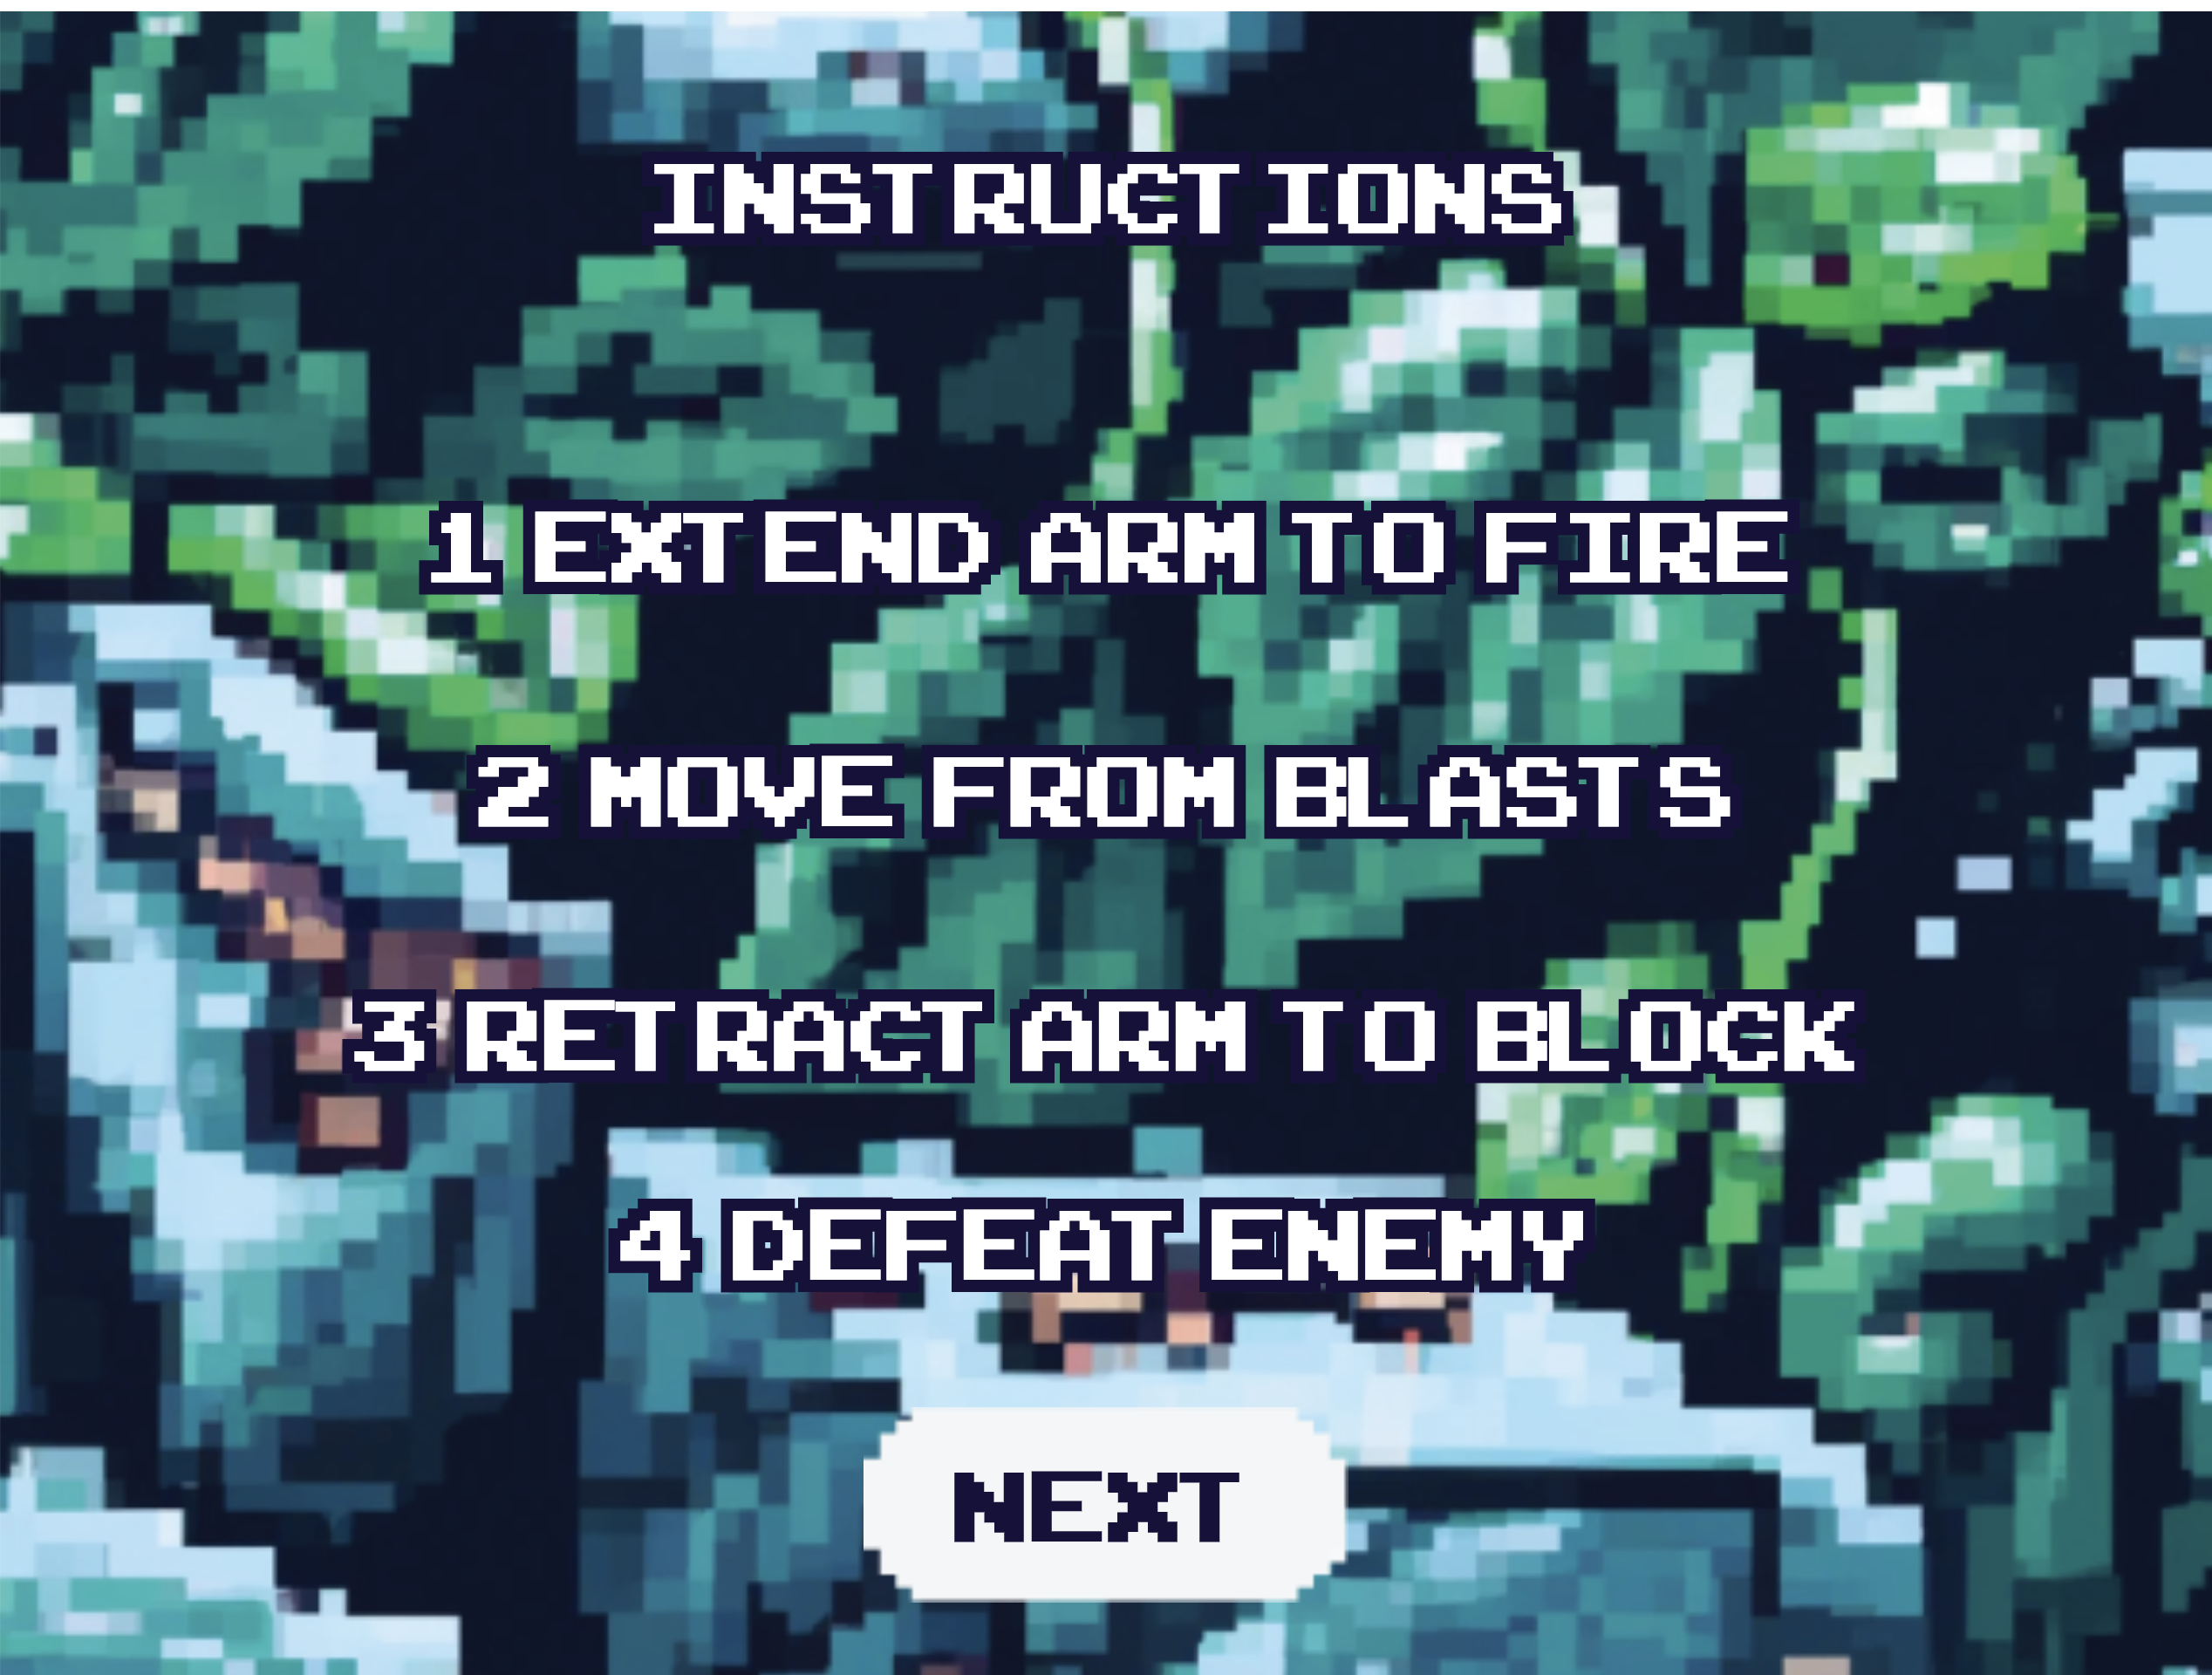 INSTRUCTIONS
1 EXTEND ARM TO FIRE
2 MOVE FROM BLASTS
3 RETRACT ARM TO BLOCK
4 DEFEAT ENEMY
NEXT